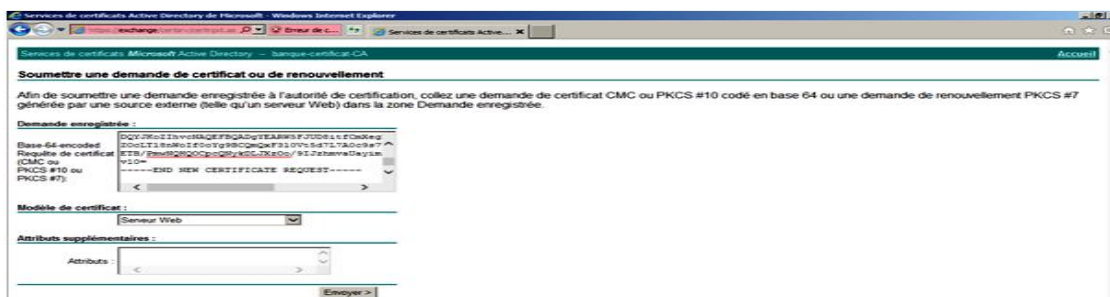 Services de certificats Active Directory de Microsoft - Windows Internet Explorer
exchange Erreur de c... Services de certificats Active...
Services de certificats Microsoft Active Directory -- banque-certificat-CA Accueil
Soumettre une demande de certificat ou de renouvellement
Afin de soumettre une demande enregistrée à l'autorité de certification, collez une demande de certificat CMC ou PKCS #10 codé en base 64 ou une demande de renouvellement PKCS #7
générée par une source externe (telle qu'un serveur Web) dans la zone Demande enregistrée.
Demande enregistrée :
Base-64-encoded
Requête de certificat
(CMC ou
PKCS #10 ou
PKCS #7):
-----END NEW CERTIFICATE REQUEST-----
Modèle de certificat :
Serveur Web
Attributs supplémentaires :
Attributs :
Envoyer >